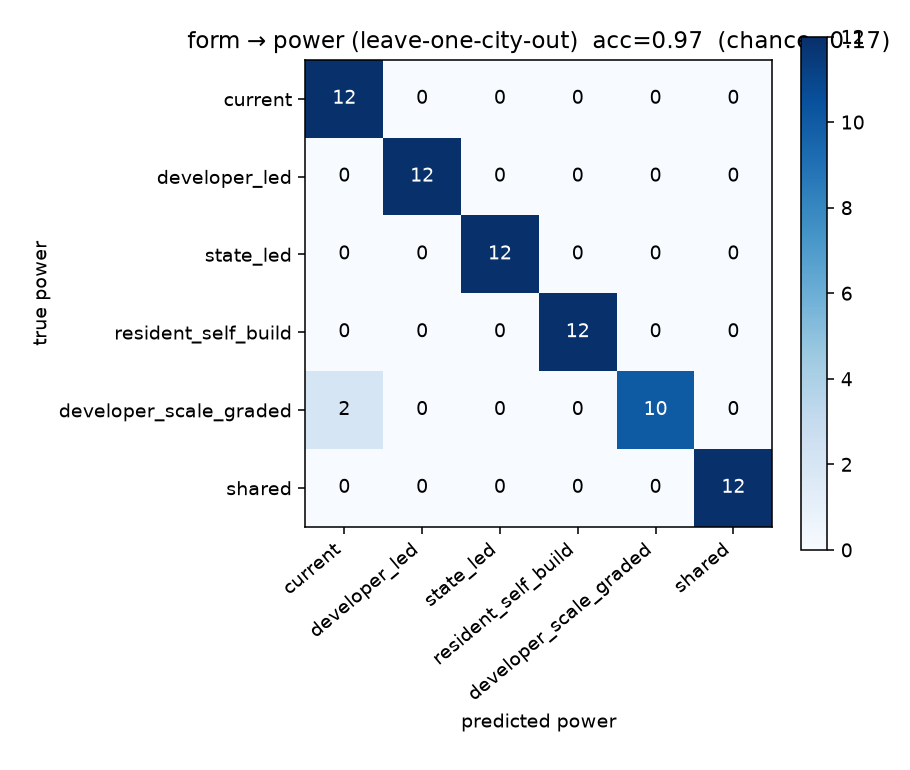 form → power (leave-one-city-out)  acc=0.97  (chance 0.17)
true power
current 12 0 0 0 0 0
developer_led 0 12 0 0 0 0
state_led 0 0 12 0 0 0
resident_self_build 0 0 0 12 0 0
developer_scale_graded 2 0 0 0 10 0
shared 0 0 0 0 0 12
current
developer_led
state_led
resident_self_build
developer_scale_graded
shared
predicted power
12
10
8
6
4
2
0